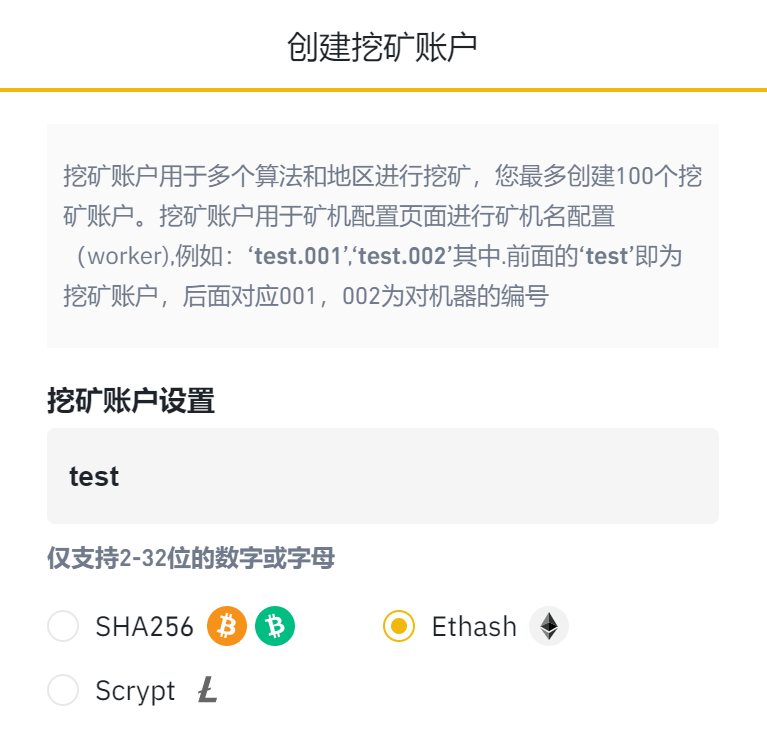 创建挖矿账户
挖矿账户用于多个算法和地区进行挖矿，您最多创建100个挖
矿账户。挖矿账户用于矿机配置页面进行矿机名配置
（worker),例如：‘test.001’,‘test.002’其中.前面的‘test’即为
挖矿账户，后面对应001，002为对机器的编号
挖矿账户设置
test
仅支持2-32位的数字或字母
SHA256 Ethash
Scrypt